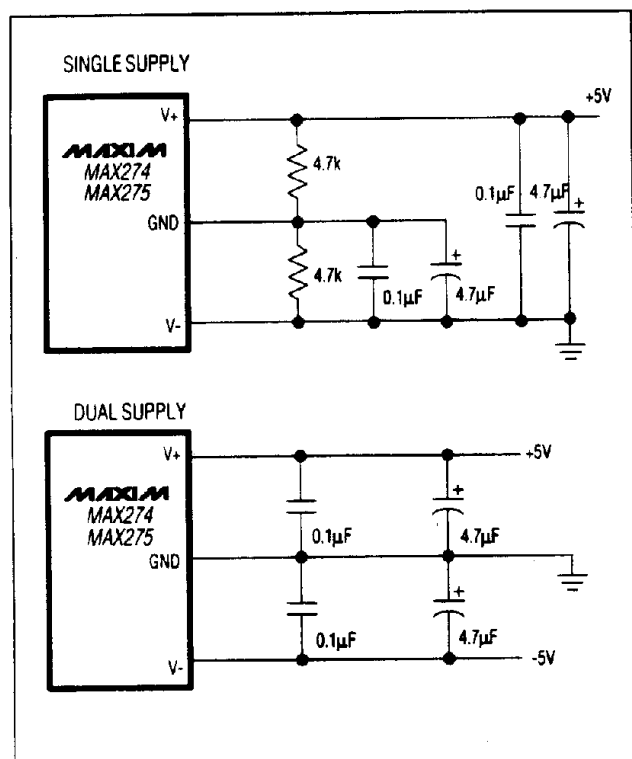 SINGLE SUPPLY
V+
+5V
MAXIM
MAX274
MAX275
4.7k
0.1µF
4.7µF
+
GND
4.7k
+
0.1µF
4.7µF
V-
DUAL SUPPLY
V+
+5V
MAXIM
MAX274
MAX275
+
0.1µF
4.7µF
GND
+
0.1µF
4.7µF
V-
-5V